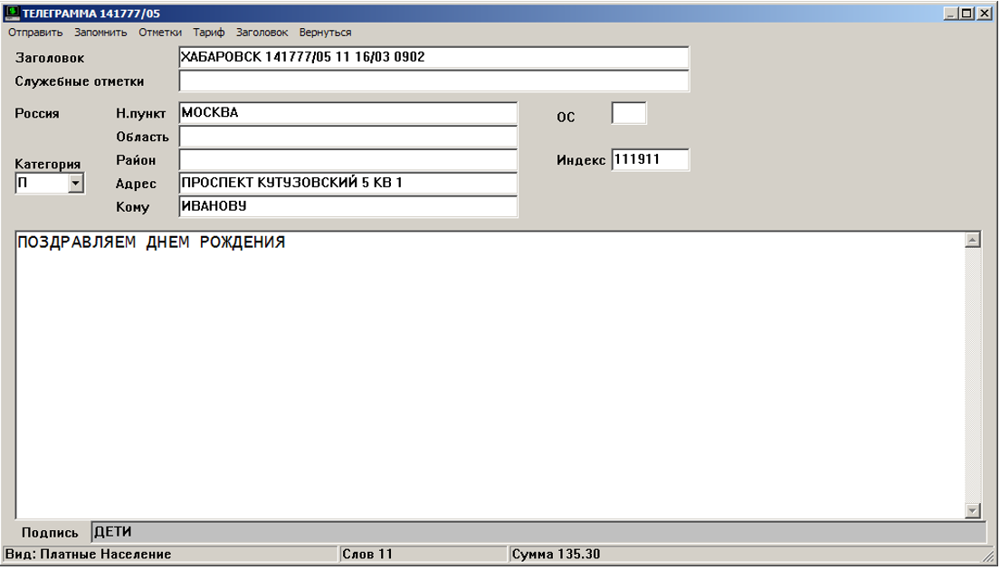 ТЕЛЕГРАММА 141777/05
Отправить Запомнить Отметки Тариф Заголовок Вернуться
Заголовок ХАБАРОВСК 141777/05 11 16/03 0902
Служебные отметки
Россия Н.пункт МОСКВА ОС
Область
Категория Район Индекс 111911
П Адрес ПРОСПЕКТ КУТУЗОВСКИЙ 5 КВ 1
Кому ИВАНОВУ
ПОЗДРАВЛЯЕМ ДНЕМ РОЖДЕНИЯ
Подпись ДЕТИ
Вид: Платные Население Слов 11 Сумма 135.30